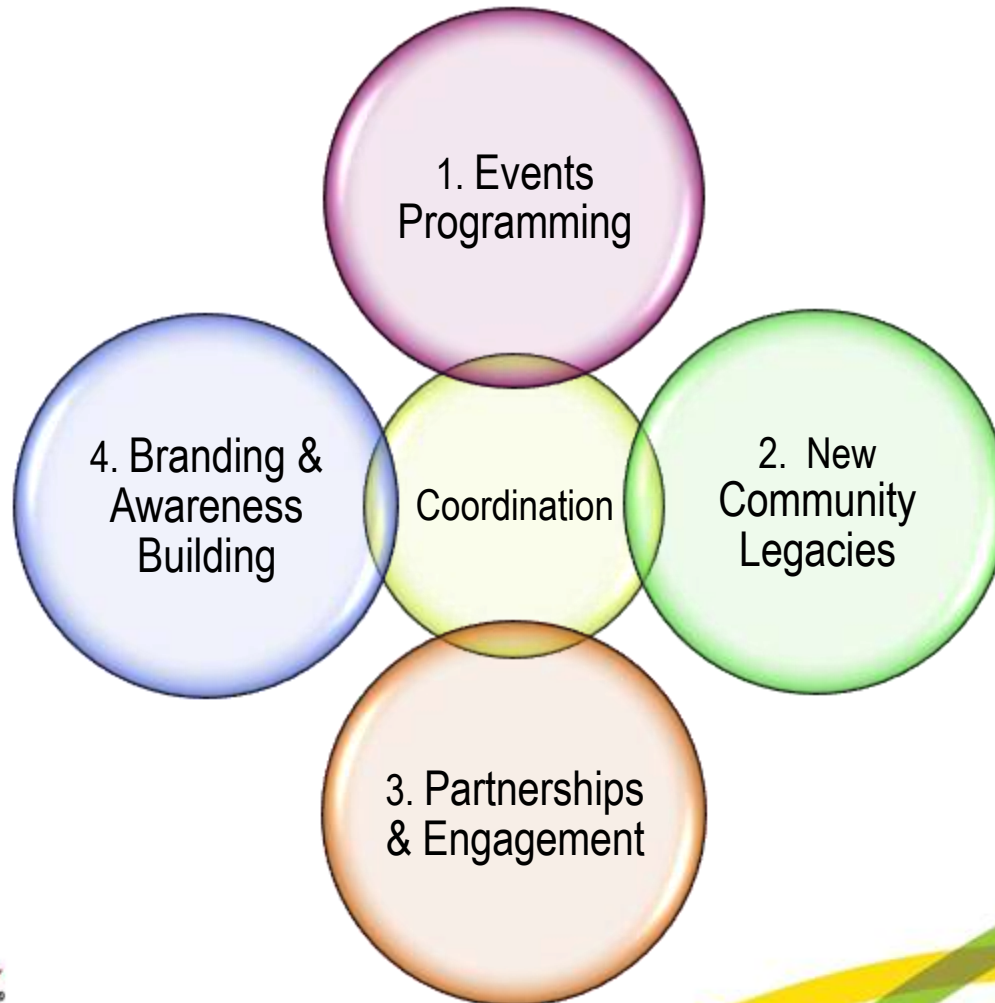 1. Events
Programming
4. Branding &
Awareness
Building
Coordination
2. New
Community
Legacies
3. Partnerships
& Engagement